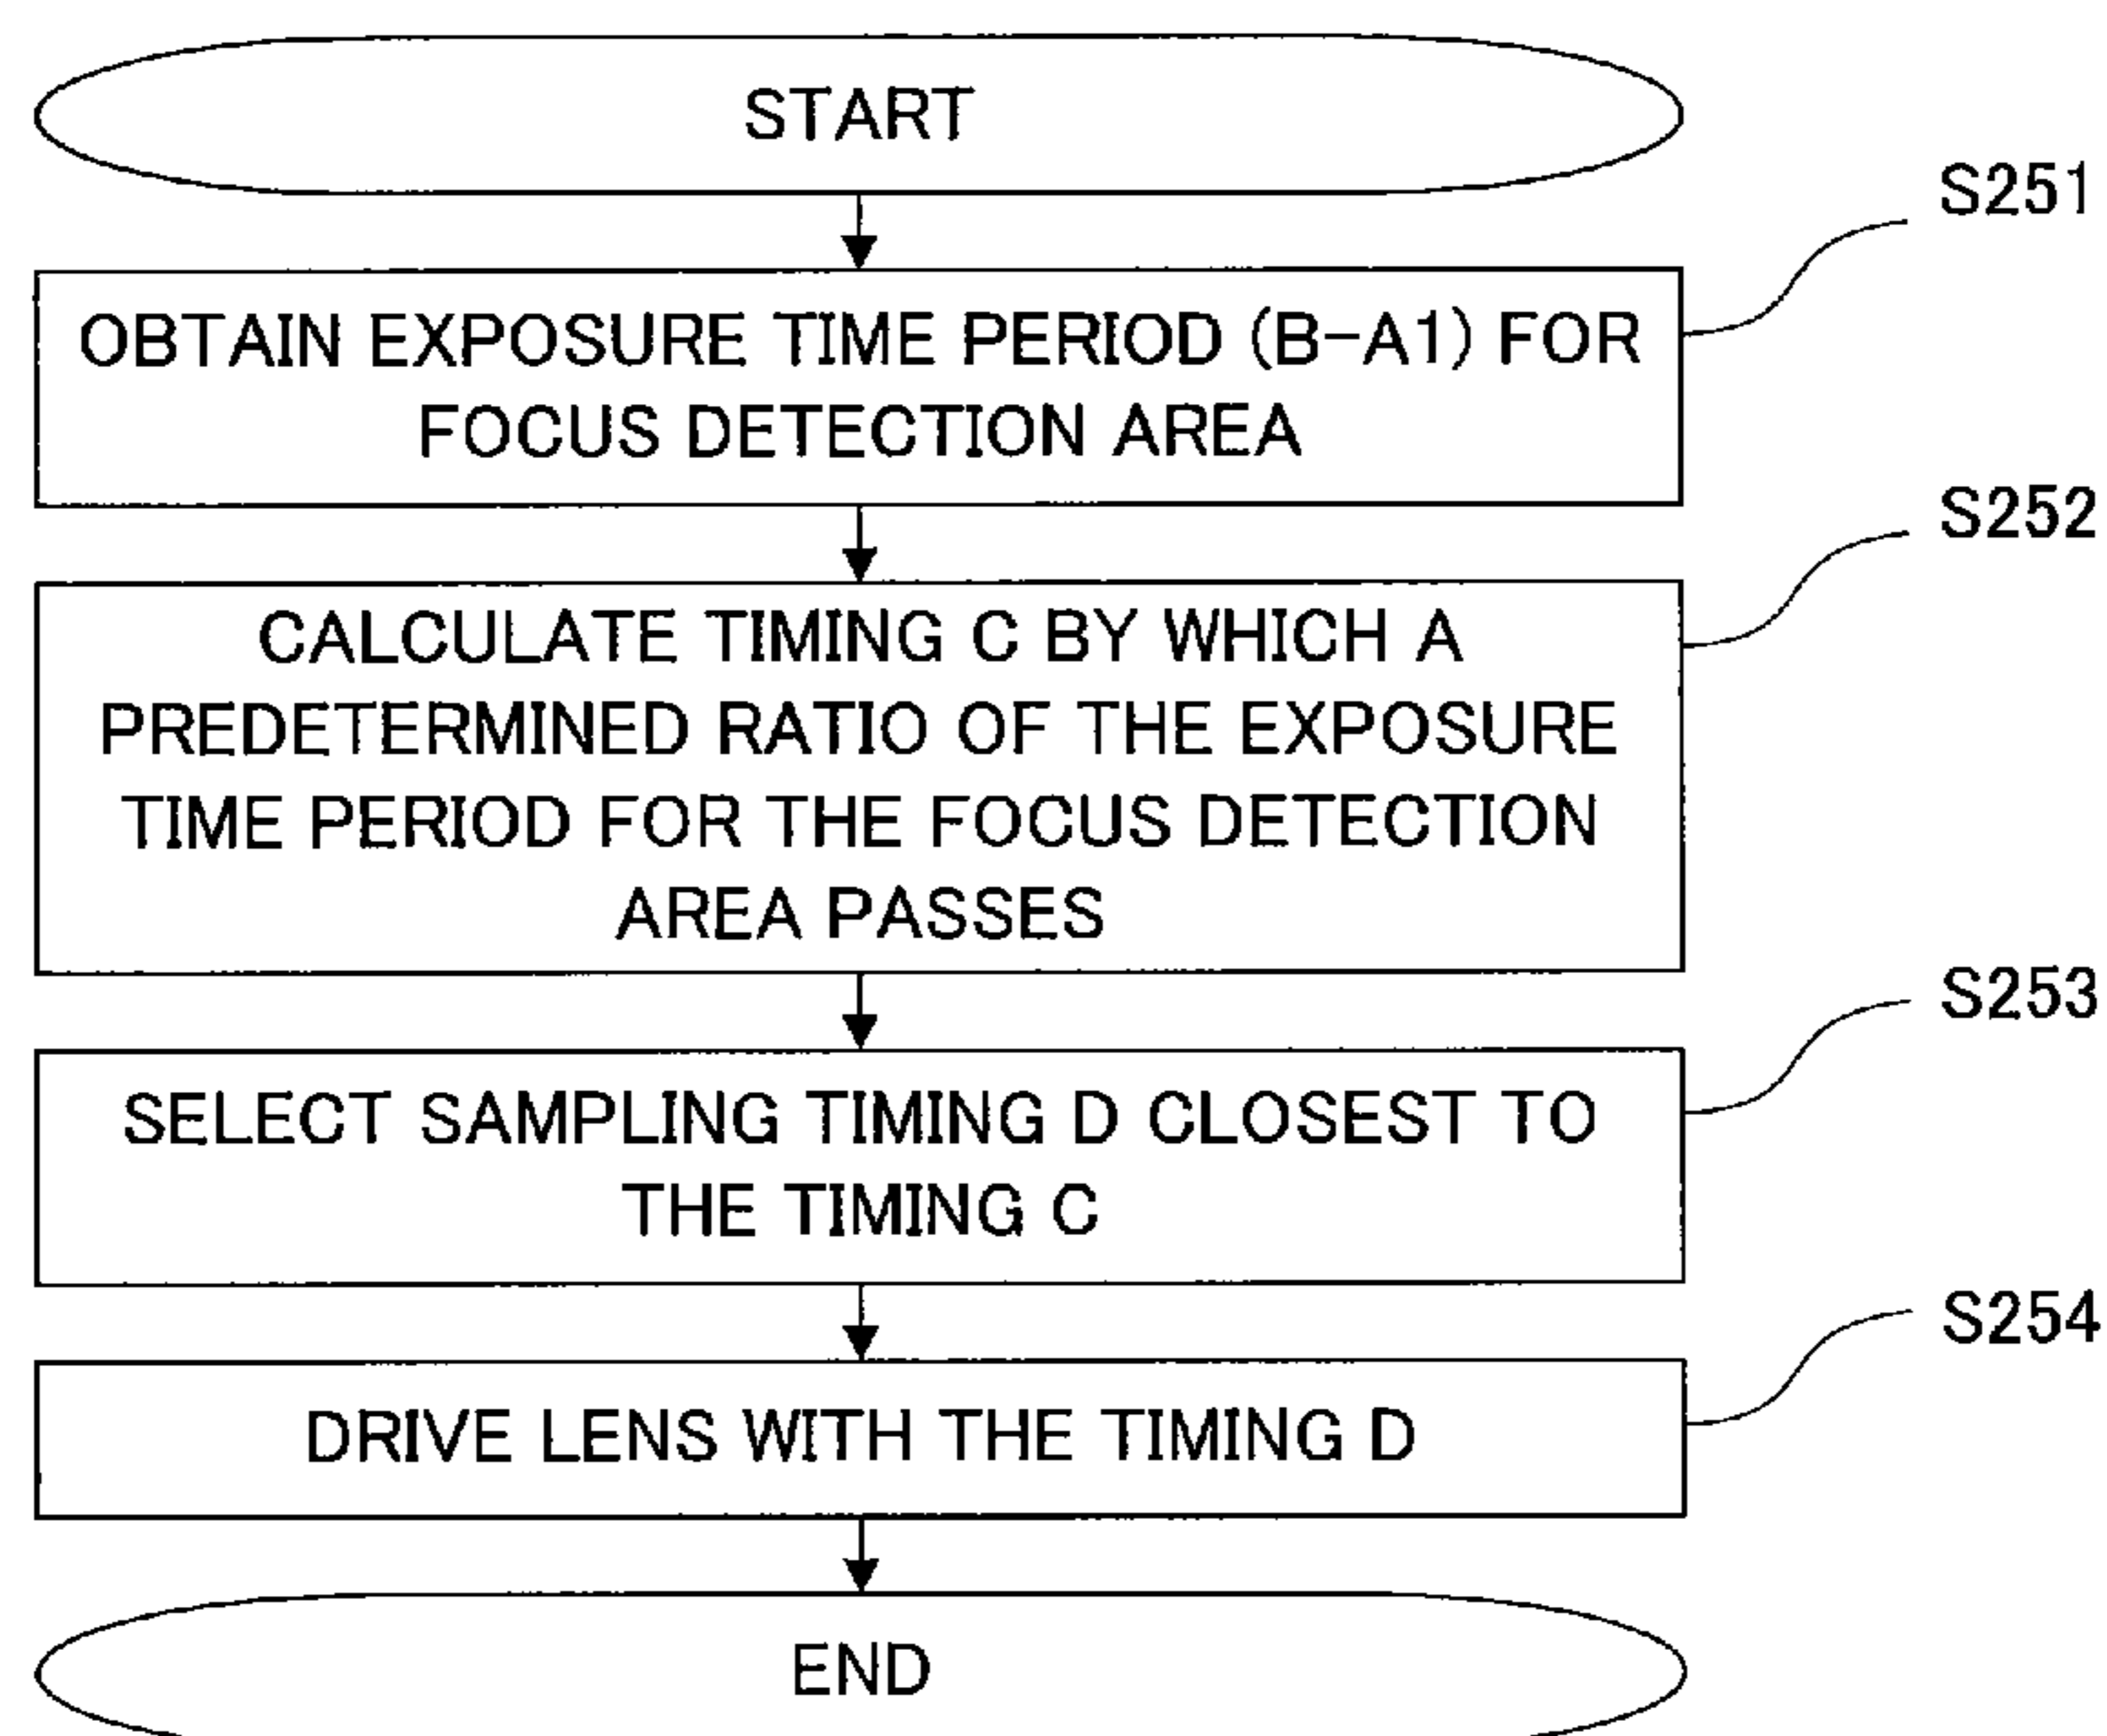 START
S251
OBTAIN EXPOSURE TIME PERIOD (B-A1) FOR
FOCUS DETECTION AREA
S252
CALCULATE TIMING C BY WHICH A
PREDETERMINED RATIO OF THE EXPOSURE
TIME PERIOD FOR THE FOCUS DETECTION
AREA PASSES
S253
SELECT SAMPLING TIMING D CLOSEST TO
THE TIMING C
S254
DRIVE LENS WITH THE TIMING D
END